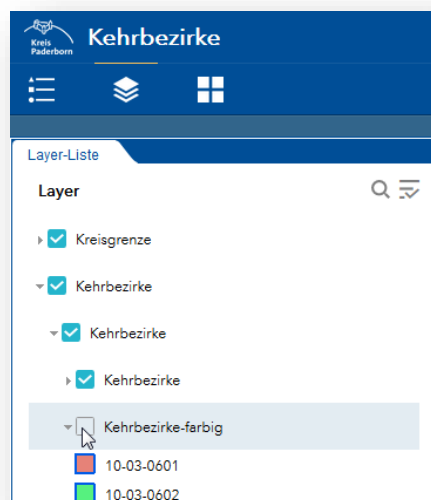 Kreis
Paderborn
Kehrbezirke
Layer-Liste
Layer
Kreisgrenze
Kehrbezirke
Kehrbezirke
Kehrbezirke
Kehrbezirke-farbig
10-03-0601
10-03-0602